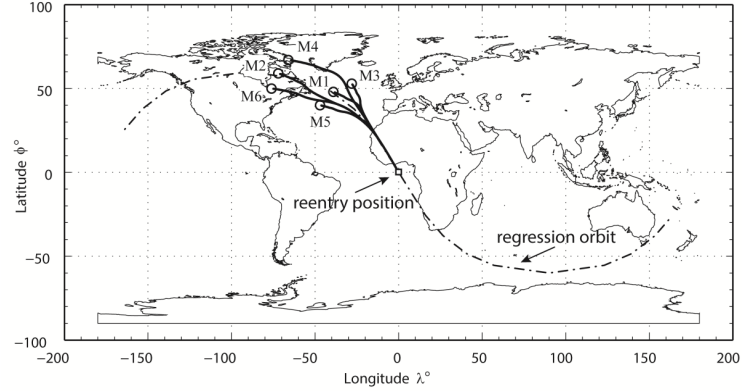 100
50
0
−50
−100
Latitude ϕ°
M4
M2
M1
M3
M6
M5
reentry position
regression orbit
−200
−150
−100
−50
0
50
100
150
200
Longitude λ°